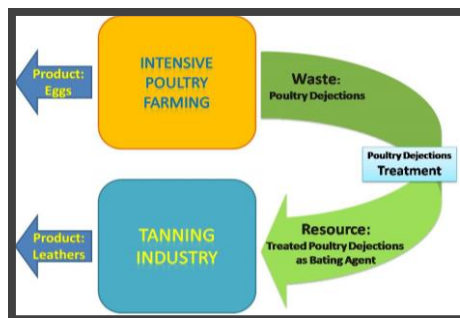 Product:
Eggs
INTENSIVE
POULTRY
FARMING
Waste:
Poultry Dejections
Poultry Dejections
Treatment
Product:
Leathers
TANNING
INDUSTRY
Resource:
Treated Poultry Dejections
as Bating Agent